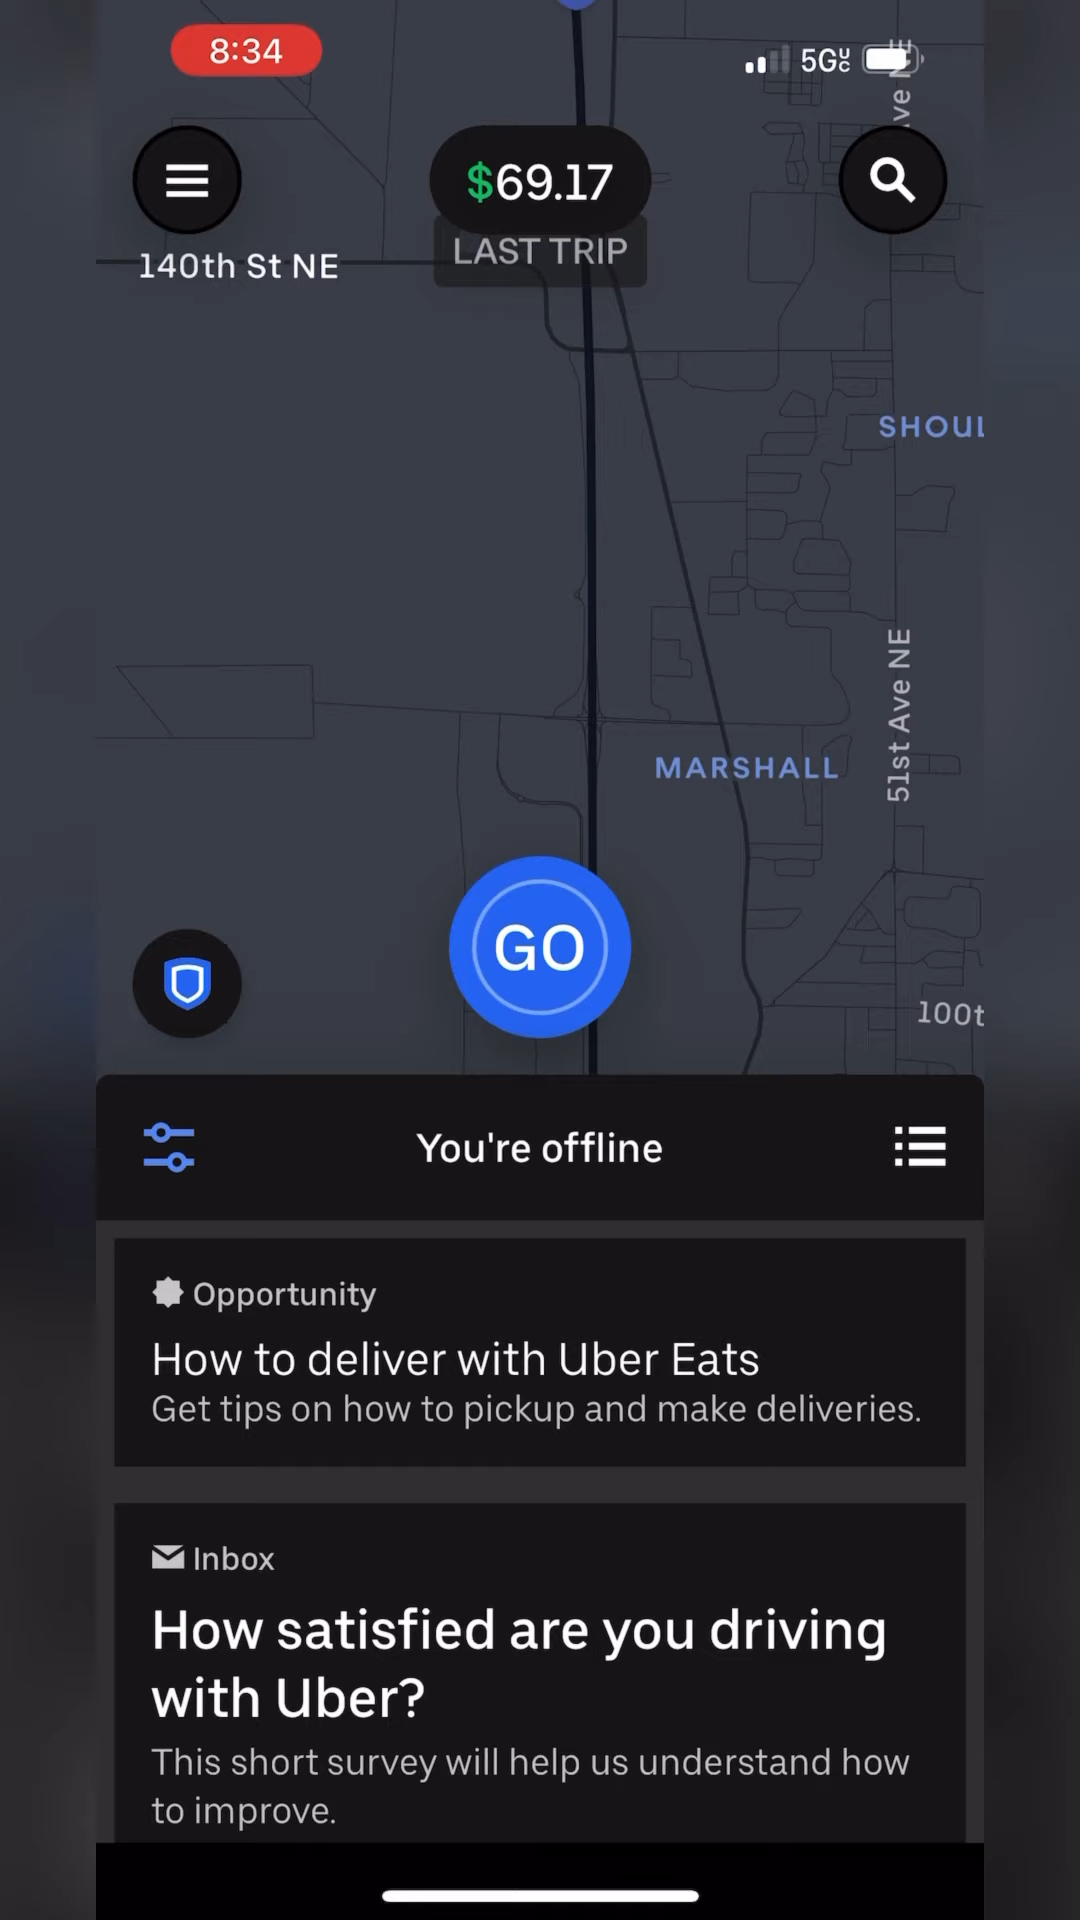 8:34
5GUC
$69.17
LAST TRIP
140th St NE
SHOUL
51st Ave NE
MARSHALL
GO
100t
You're offline
Opportunity
How to deliver with Uber Eats
Get tips on how to pickup and make deliveries.
Inbox
How satisfied are you driving
with Uber?
This short survey will help us understand how
to improve.